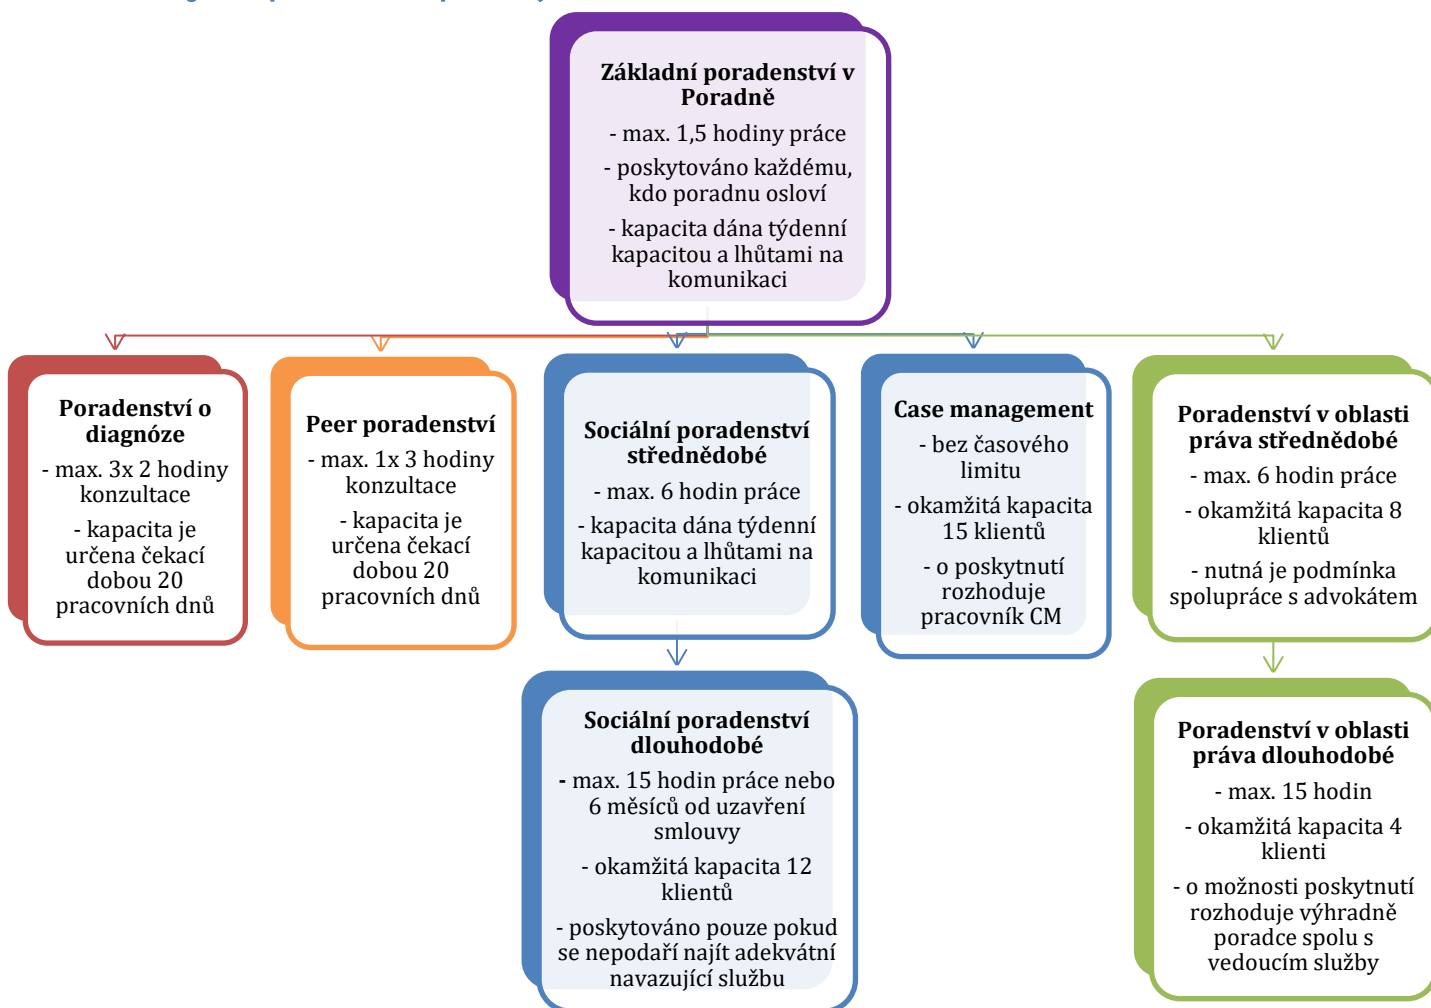 Základní poradenství v
Poradně
- max. 1,5 hodiny práce
- poskytováno každému,
kdo poradnu osloví
- kapacita dána týdenní
kapacitou a lhůtami na
komunikaci
Poradenství o
diagnóze
- max. 3x 2 hodiny
konzultace
- kapacita je
určena čekací
dobou 20
pracovních dnů
Peer poradenství
- max. 1x 3 hodiny
konzultace
- kapacita je
určena čekací
dobou 20
pracovních dnů
Sociální poradenství
střednědobé
- max. 6 hodin práce
- kapacita dána týdenní
kapacitou a lhůtami na
komunikaci
Case management
- bez časového
limitu
- okamžitá kapacita
15 klientů
- o poskytnutí
rozhoduje
pracovník CM
Poradenství v oblasti
práva střednědobé
- max. 6 hodin práce
- okamžitá kapacita 8
klientů
- nutná je podmínka
spolupráce s advokátem
Sociální poradenství
dlouhodobé
- max. 15 hodin práce nebo
6 měsíců od uzavření
smlouvy
- okamžitá kapacita 12
klientů
- poskytováno pouze pokud
se nepodaří najít adekvátní
navazující službu
Poradenství v oblasti
práva dlouhodobé
- max. 15 hodin
- okamžitá kapacita 4
klienti
- o možnosti poskytnutí
rozhoduje výhradně
poradce spolu s
vedoucím služby